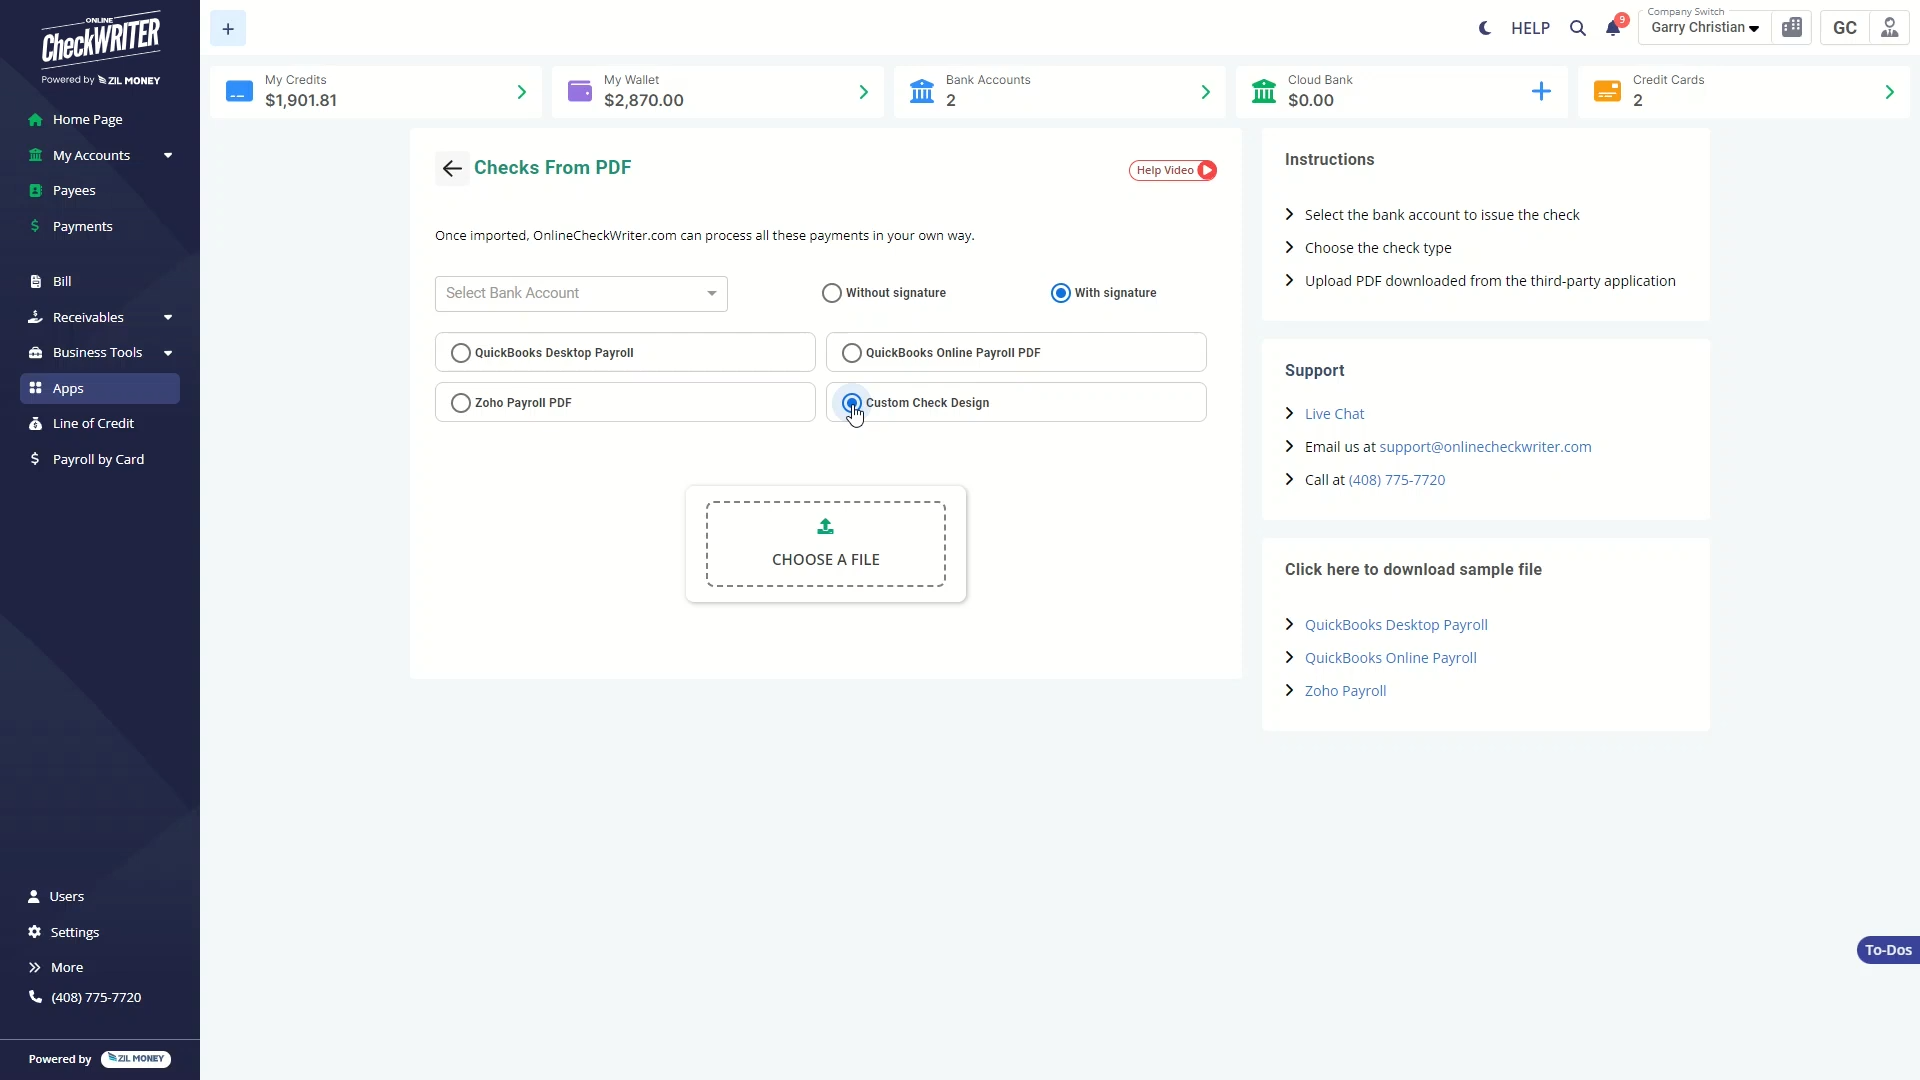 ONLINE
CheckWRITER
Powered by ZIL MONEY
Home Page
My Accounts
Payees
Payments
Bill
Receivables
Business Tools
Apps
Line of Credit
Payroll by Card
Users
Settings
More
(408) 775-7720
Powered by ZIL MONEY
+
HELP
9
Company Switch
Garry Christian
GC
My Credits
$1,901.81
My Wallet
$2,870.00
Bank Accounts
2
Cloud Bank
$0.00
Credit Cards
2
Checks From PDF
Help Video
Once imported, OnlineCheckWriter.com can process all these payments in your own way.
Select Bank Account
Without signature
With signature
QuickBooks Desktop Payroll
QuickBooks Online Payroll PDF
Zoho Payroll PDF
Custom Check Design
CHOOSE A FILE
Instructions
Select the bank account to issue the check
Choose the check type
Upload PDF downloaded from the third-party application
Support
Live Chat
Email us at support@onlinecheckwriter.com
Call at (408) 775-7720
Click here to download sample file
QuickBooks Desktop Payroll
QuickBooks Online Payroll
Zoho Payroll
To-Dos